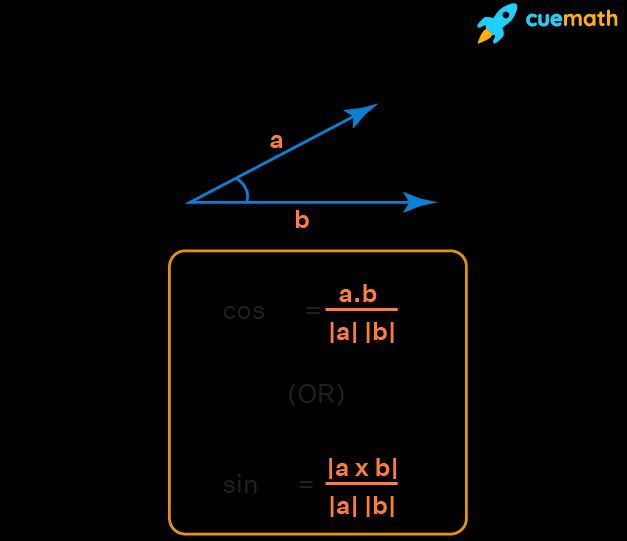 cuemath
a
b
cos = a.b
|a| |b|
(OR)
sin = |a x b|
|a| |b|